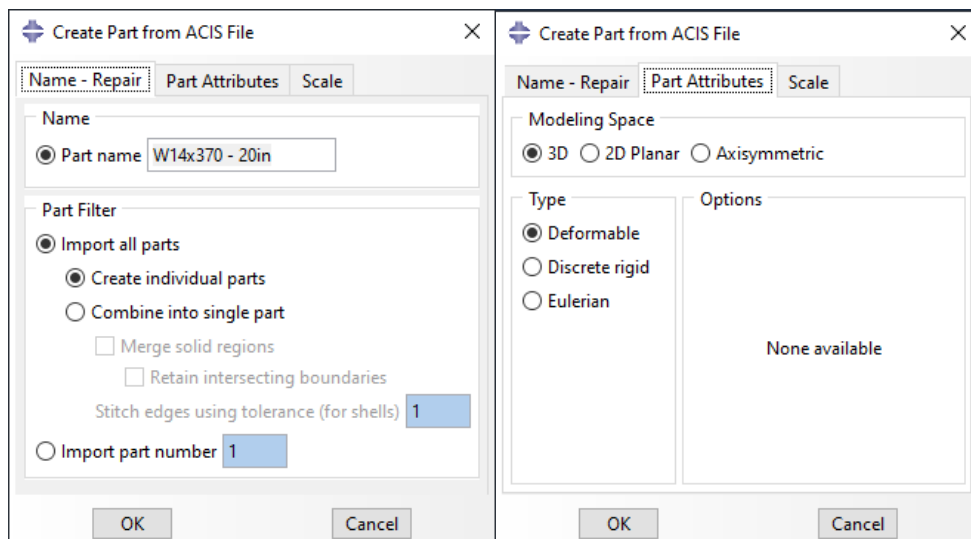 Create Part from ACIS File
Name - Repair Part Attributes Scale
Name
Part name W14x370 - 20in
Part Filter
Import all parts
Create individual parts
Combine into single part
Merge solid regions
Retain intersecting boundaries
Stitch edges using tolerance (for shells) 1
Import part number 1
OK Cancel
Create Part from ACIS File
Name - Repair Part Attributes Scale
Modeling Space
3D 2D Planar Axisymmetric
Type
Deformable
Discrete rigid
Eulerian
Options
None available
OK Cancel